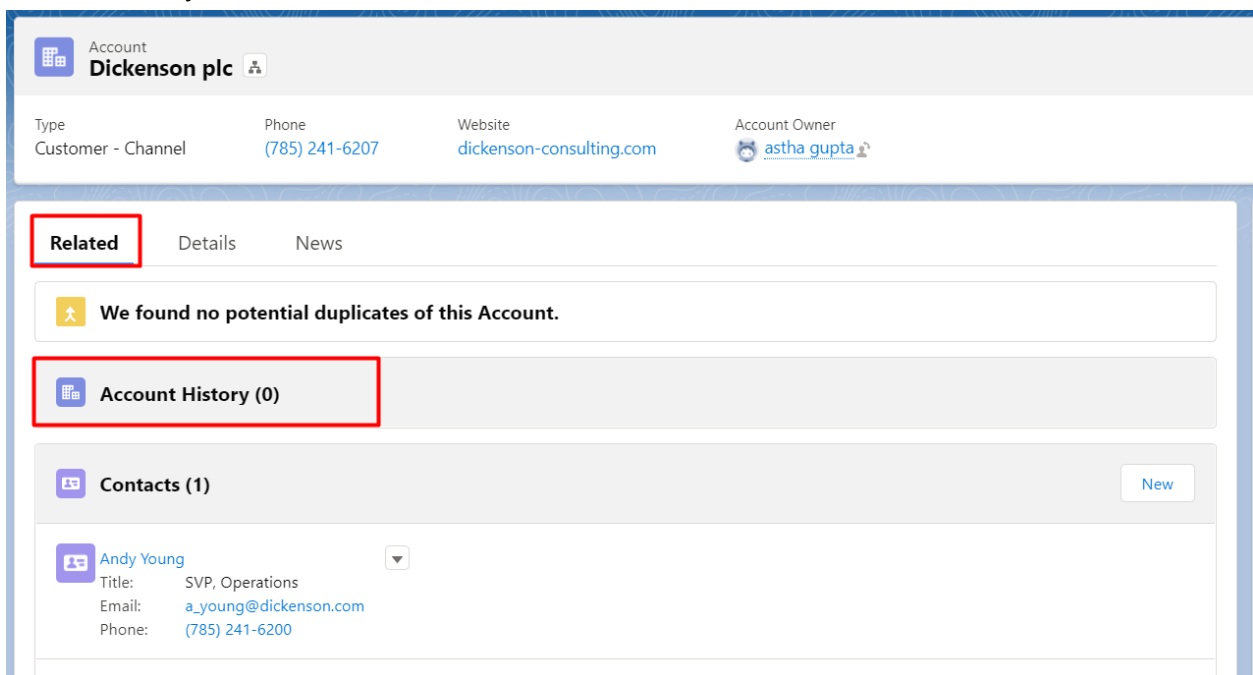 Account
Dickenson plc
Type Phone Website Account Owner
Customer - Channel (785) 241-6207 dickenson-consulting.com astha gupta
Related Details News
We found no potential duplicates of this Account.
Account History (0)
Contacts (1) New
Andy Young
Title: SVP, Operations
Email: a_young@dickenson.com
Phone: (785) 241-6200